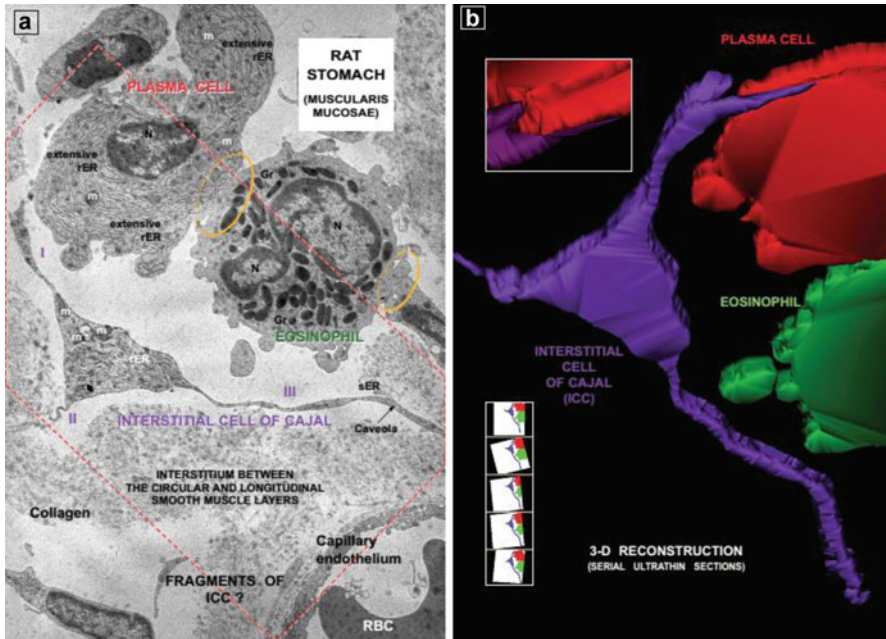 a
m
extensive
rER
RAT
STOMACH
(MUSCULARIS
MUCOSAE)
PLASMA CELL
m
N
extensive
rER
m
Gr
extensive
rER
N
I
N
m
m
m
Gr
EOSINOPHIL
rER
III
sER
II
INTERSTITIAL CELL OF CAJAL
Caveola
INTERSTITIUM BETWEEN
THE CIRCULAR AND LONGITUDINAL
SMOOTH MUSCLE LAYERS
Collagen
Capillary
endothelium
FRAGMENTS OF
ICC ?
RBC
b
PLASMA CELL
EOSINOPHIL
INTERSTITIAL
CELL
OF CAJAL
(ICC)
3-D RECONSTRUCTION
(SERIAL ULTRATHIN SECTIONS)